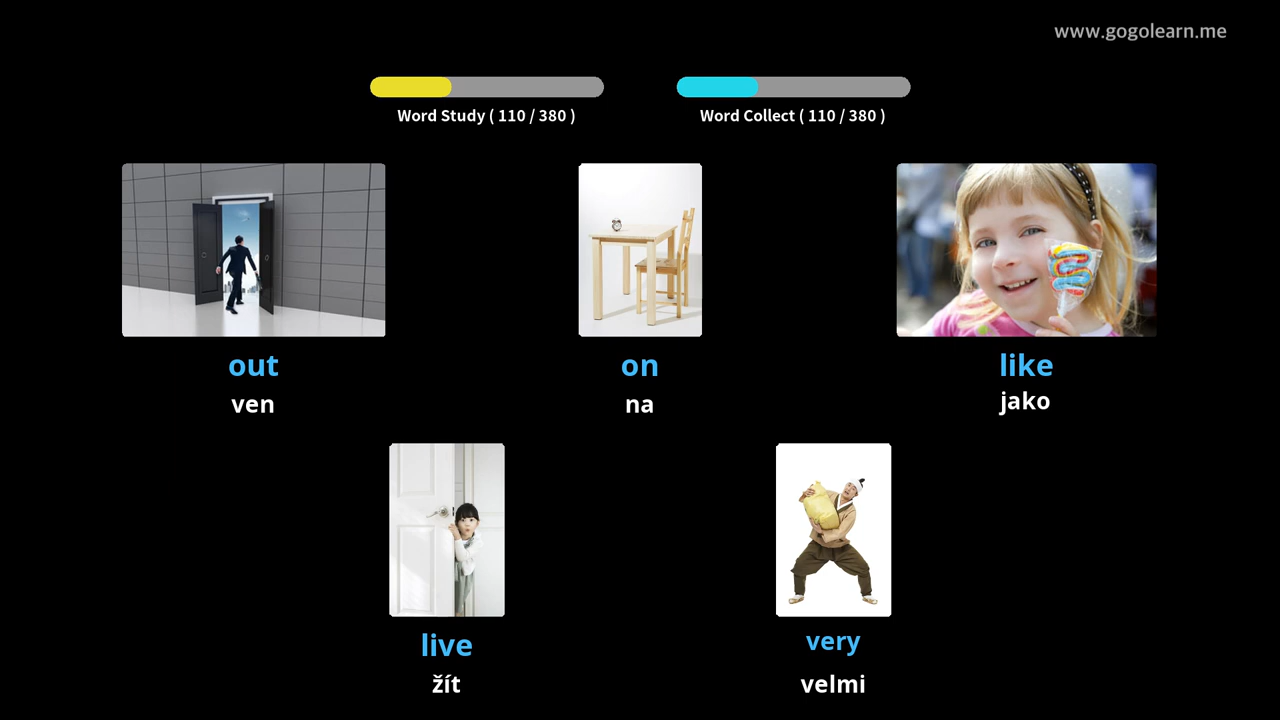 www.gogolearn.me
Word Study ( 110 / 380 )
Word Collect ( 110 / 380 )
out
ven
on
na
like
jako
live
žít
very
velmi